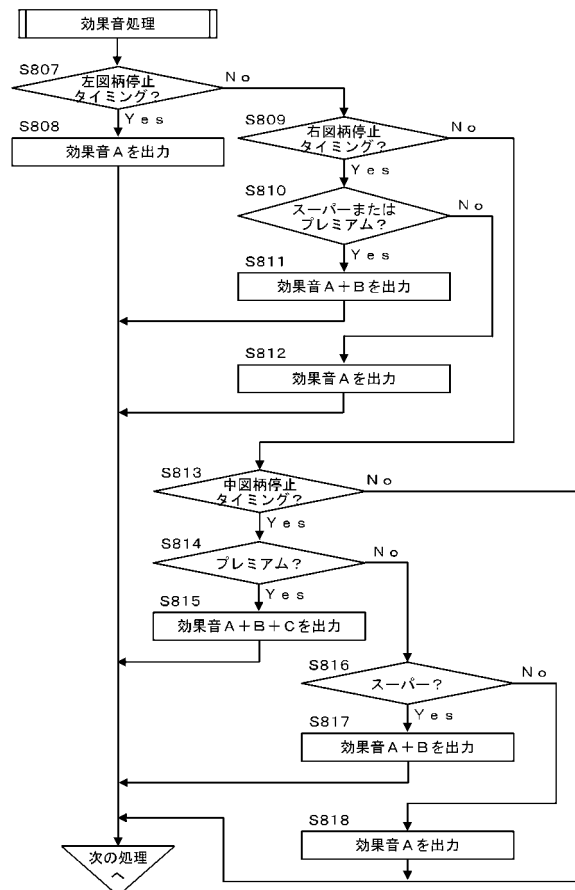 効果音処理
S807
左図柄停止
タイミング?
No
Yes
S808
効果音Aを出力
S809
右図柄停止
タイミング?
No
Yes
S810
スーパーまたは
プレミアム?
No
Yes
S811
効果音A+Bを出力
S812
効果音Aを出力
S813
中図柄停止
タイミング?
No
Yes
S814
プレミアム?
No
Yes
S815
効果音A+B+Cを出力
S816
スーパー?
No
Yes
S817
効果音A+Bを出力
S818
効果音Aを出力
次の処理
へ